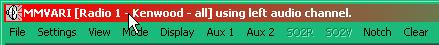 MMVARI [Radio 1 - Kenwood - all] using left audio channel.
File Settings View Mode Display Aux 1 Aux 2 SO2R SO2V Notch Clear